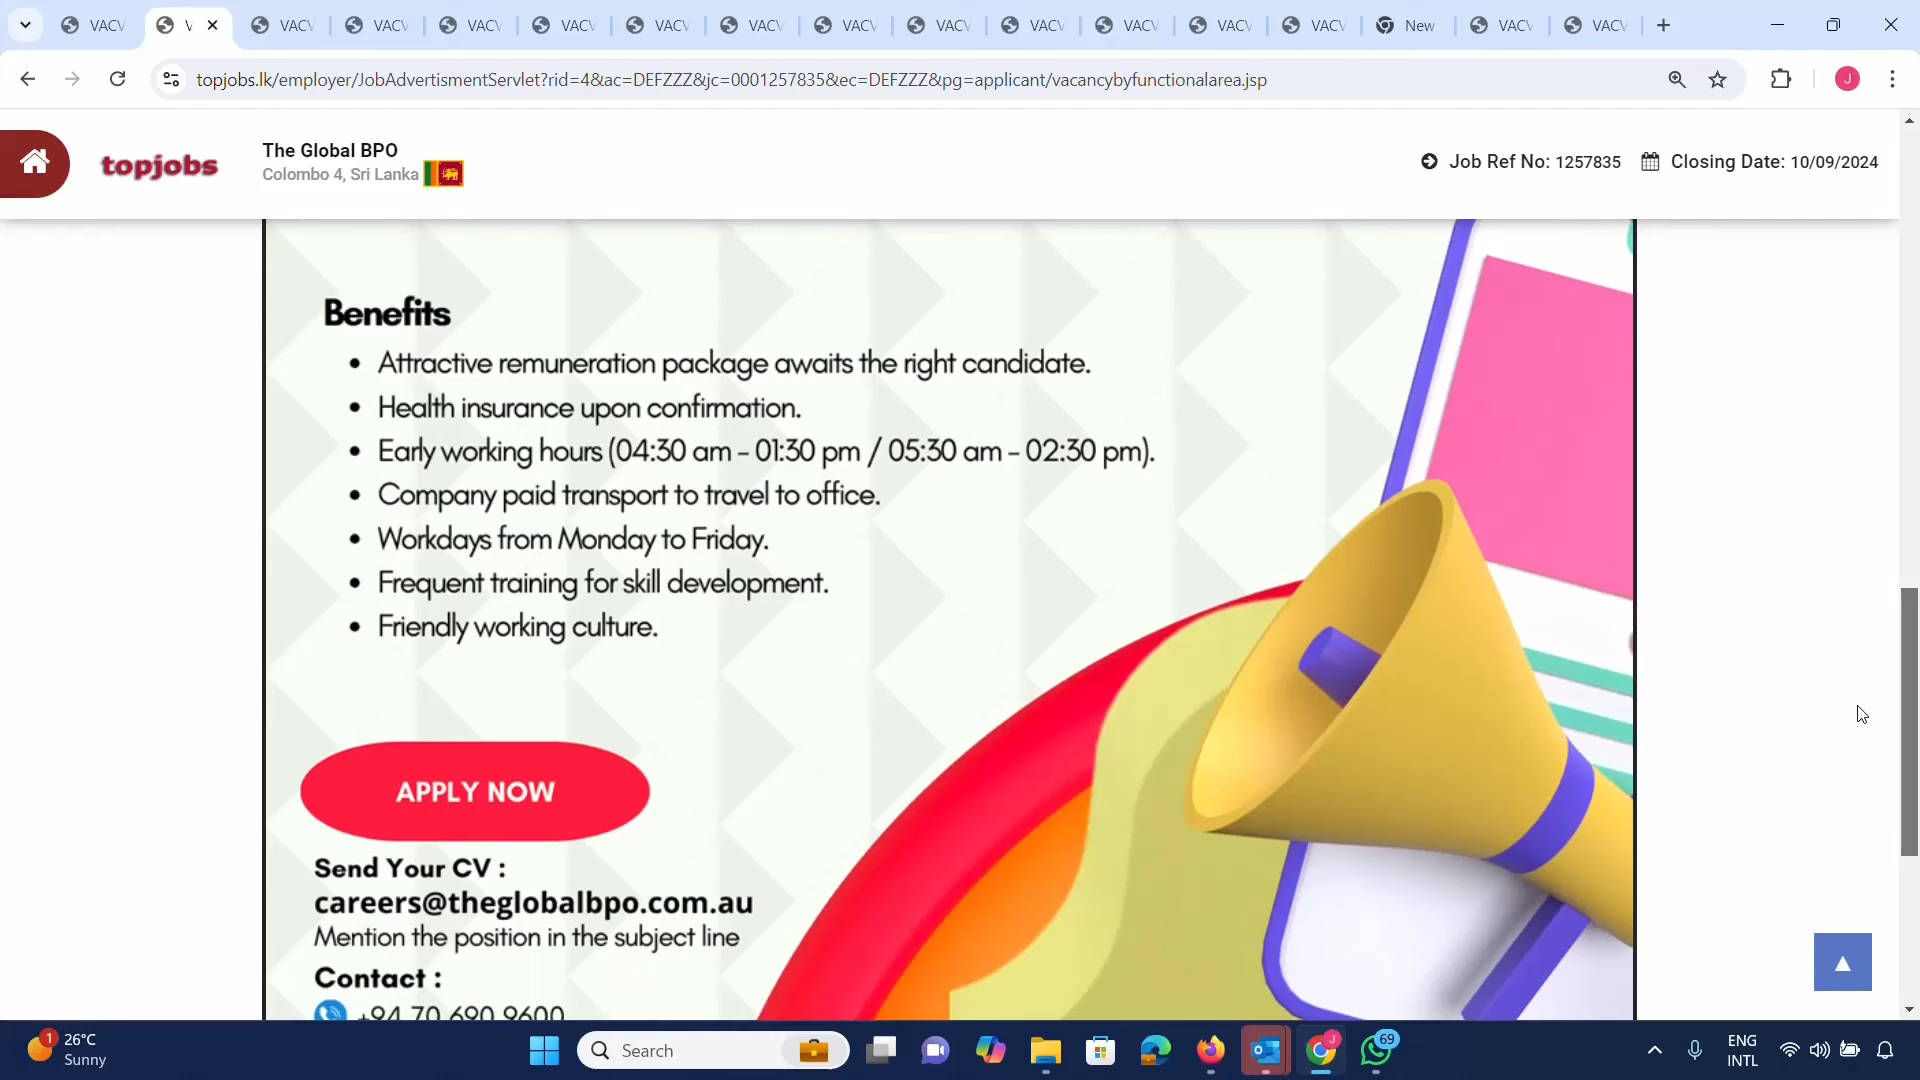 VACV
V
VACV
VACV
VACV
VACV
VACV
VACV
VACV
VACV
VACV
VACV
VACV
VACV
New
VACV
VACV
topjobs.lk/employer/JobAdvertismentServlet?rid=4&ac=DEFZZZ&jc=0001257835&ec=DEFZZZ&pg=applicant/vacancybyfunctionalarea.jsp
J
topjobs
The Global BPO
Colombo 4, Sri Lanka
Job Ref No: 1257835
Closing Date: 10/09/2024
Benefits
• Attractive remuneration package awaits the right candidate.
• Health insurance upon confirmation.
• Early working hours (04:30 am – 01:30 pm / 05:30 am – 02:30 pm).
• Company paid transport to travel to office.
• Workdays from Monday to Friday.
• Frequent training for skill development.
• Friendly working culture.
APPLY NOW
Send Your CV :
careers@theglobalbpo.com.au
Mention the position in the subject line
Contact :
+94 70 690 9600
1
26°C
Sunny
Search
J
69
ENG
INTL